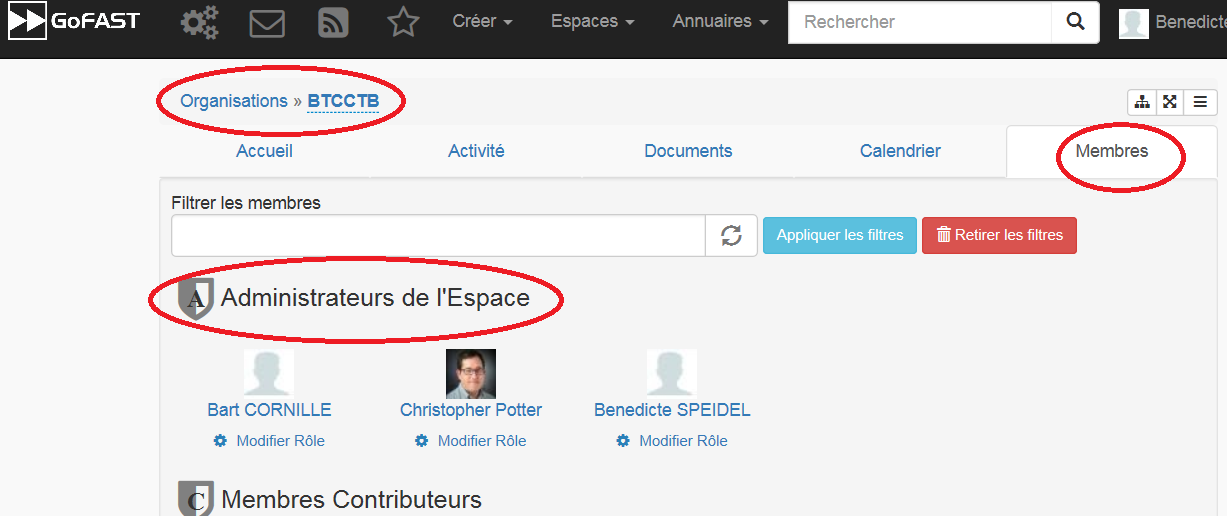 GoFAST Créer Espaces Annuaires Rechercher Benedicte
Organisations » BTCCTB
Accueil Activité Documents Calendrier Membres
Filtrer les membres
Appliquer les filtres Retirer les filtres
A Administrateurs de l'Espace
Bart CORNILLE Christopher Potter Benedicte SPEIDEL
Modifier Rôle Modifier Rôle Modifier Rôle
C Membres Contributeurs